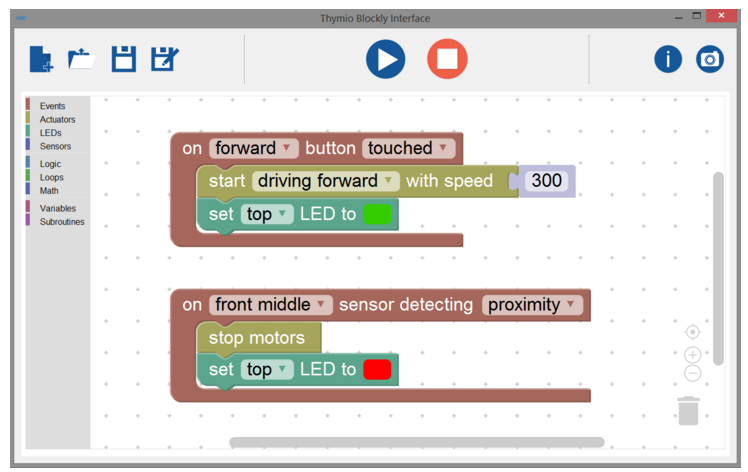 Thymio Blockly Interface
Events
Actuators
LEDs
Sensors
Logic
Loops
Math
Variables
Subroutines
on forward button touched
start driving forward with speed 300
set top LED to
on front middle sensor detecting proximity
stop motors
set top LED to